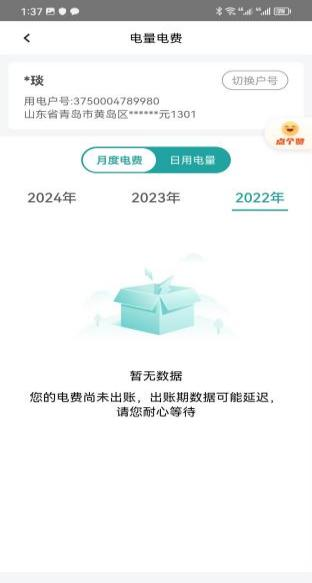 1:37
电量电费
*琰
切换户号
用电户号:3750004789980
山东省青岛市黄岛区******元1301
点个赞
月度电费
日用电量
2024年
2023年
2022年
暂无数据
您的电费尚未出账，出账期数据可能延迟，
请您耐心等待